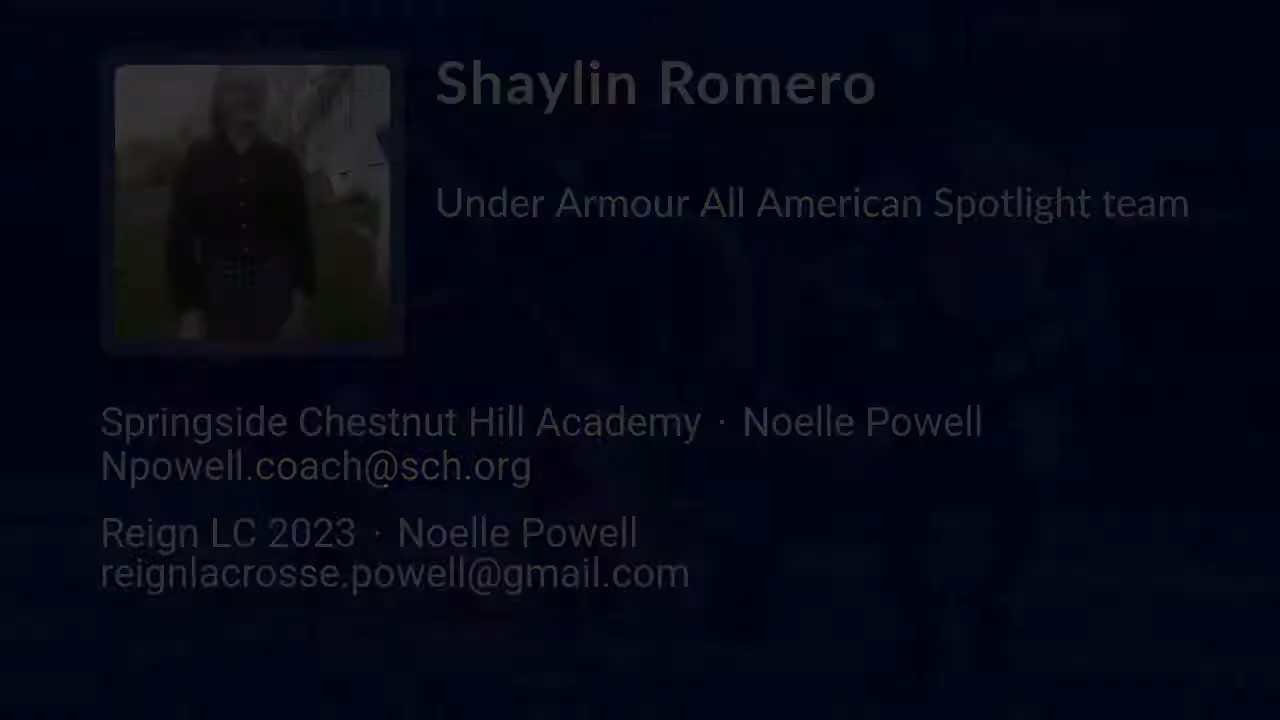 Shaylin Romero
Under Armour All American Spotlight team
Springside Chestnut Hill Academy · Noelle Powell
Npowell.coach@sch.org
Reign LC 2023 · Noelle Powell
reignlacrosse.powell@gmail.com